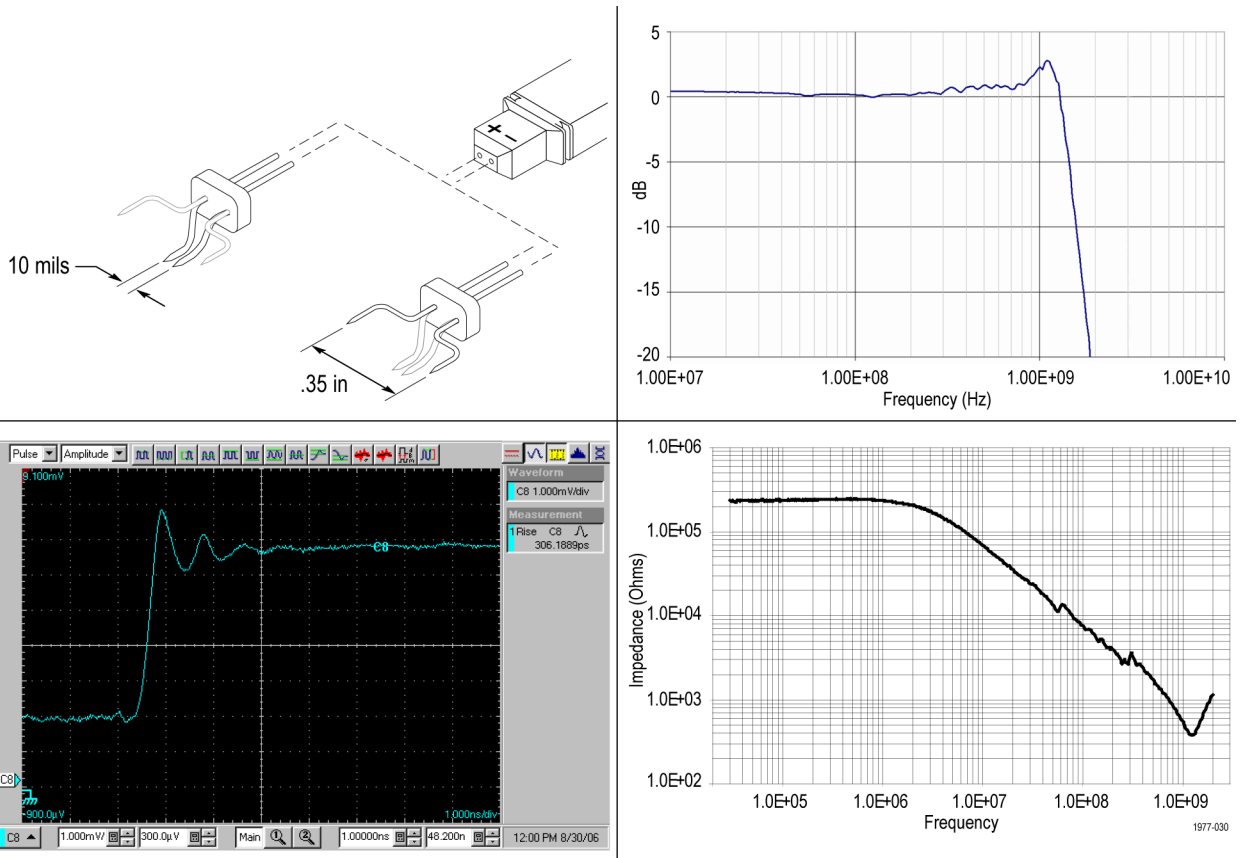 + -
10 mils
.35 in
5
0
-5
-10
-15
-20
dB
1.00E+07 1.00E+08 1.00E+09 1.00E+10
Frequency (Hz)
Pulse Amplitude
9.100mV
Waveform
C8 1.000mV/div
Measurement
1 Rise C8
306.1889ps
C8
C8
-900.0µV
1.000ns/div
C8 1.000mV/ 300.0µV Main 1 2 1.00000ns 48.200n 12:00 PM 8/30/06
1.0E+06
1.0E+05
1.0E+04
1.0E+03
1.0E+02
Impedance (Ohms)
1.0E+05 1.0E+06 1.0E+07 1.0E+08 1.0E+09
Frequency
1977-030